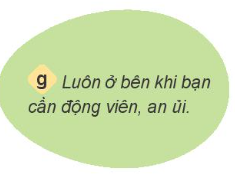 g Luôn ở bên khi bạn
cần động viên, an ủi.